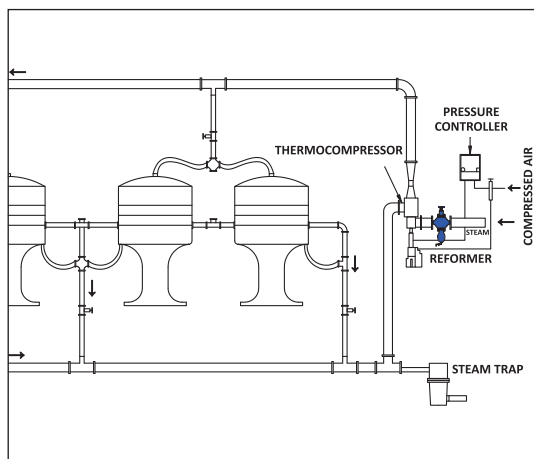 PRESSURE
CONTROLLER
THERMOCOMPRESSOR
COMPRESSED AIR
STEAM
REFORMER
STEAM TRAP